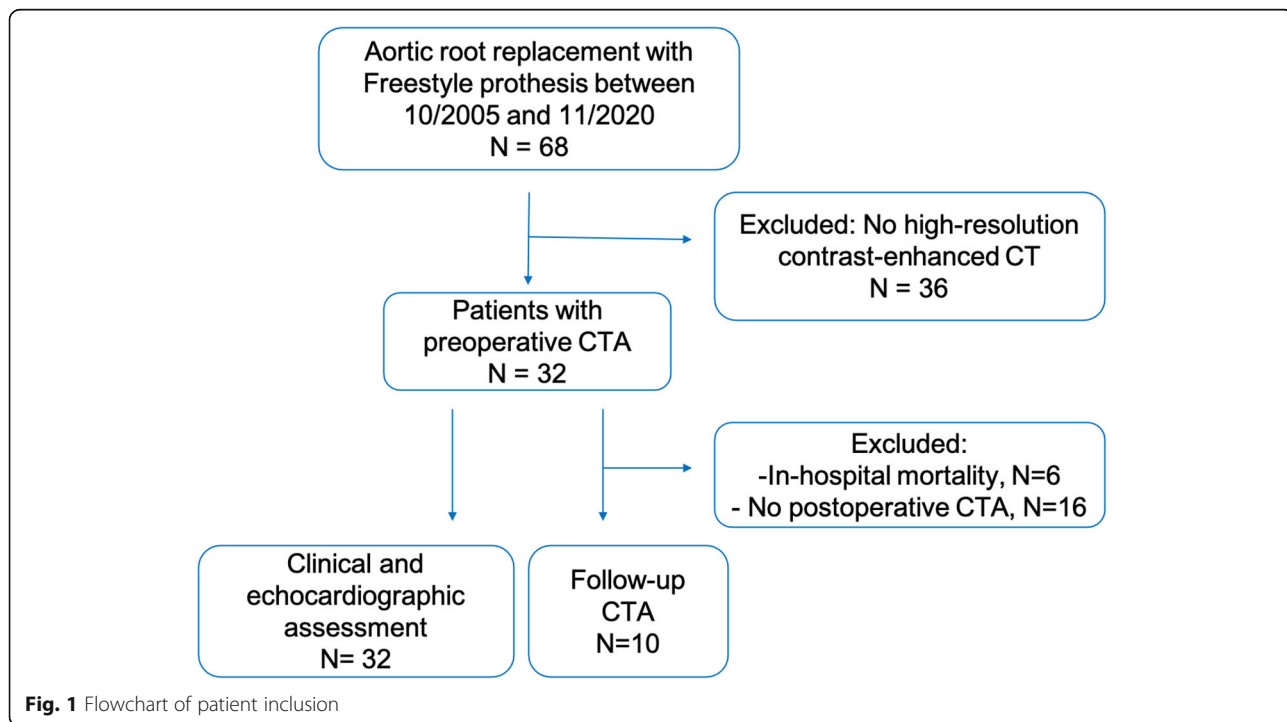 Aortic root replacement with
Freestyle prothesis between
10/2005 and 11/2020
N = 68
Excluded: No high-resolution
contrast-enhanced CT
N = 36
Patients with
preoperative CTA
N = 32
Excluded:
-In-hospital mortality, N=6
- No postoperative CTA, N=16
Clinical and
echocardiographic
assessment
N= 32
Follow-up
CTA
N=10
Fig. 1 Flowchart of patient inclusion